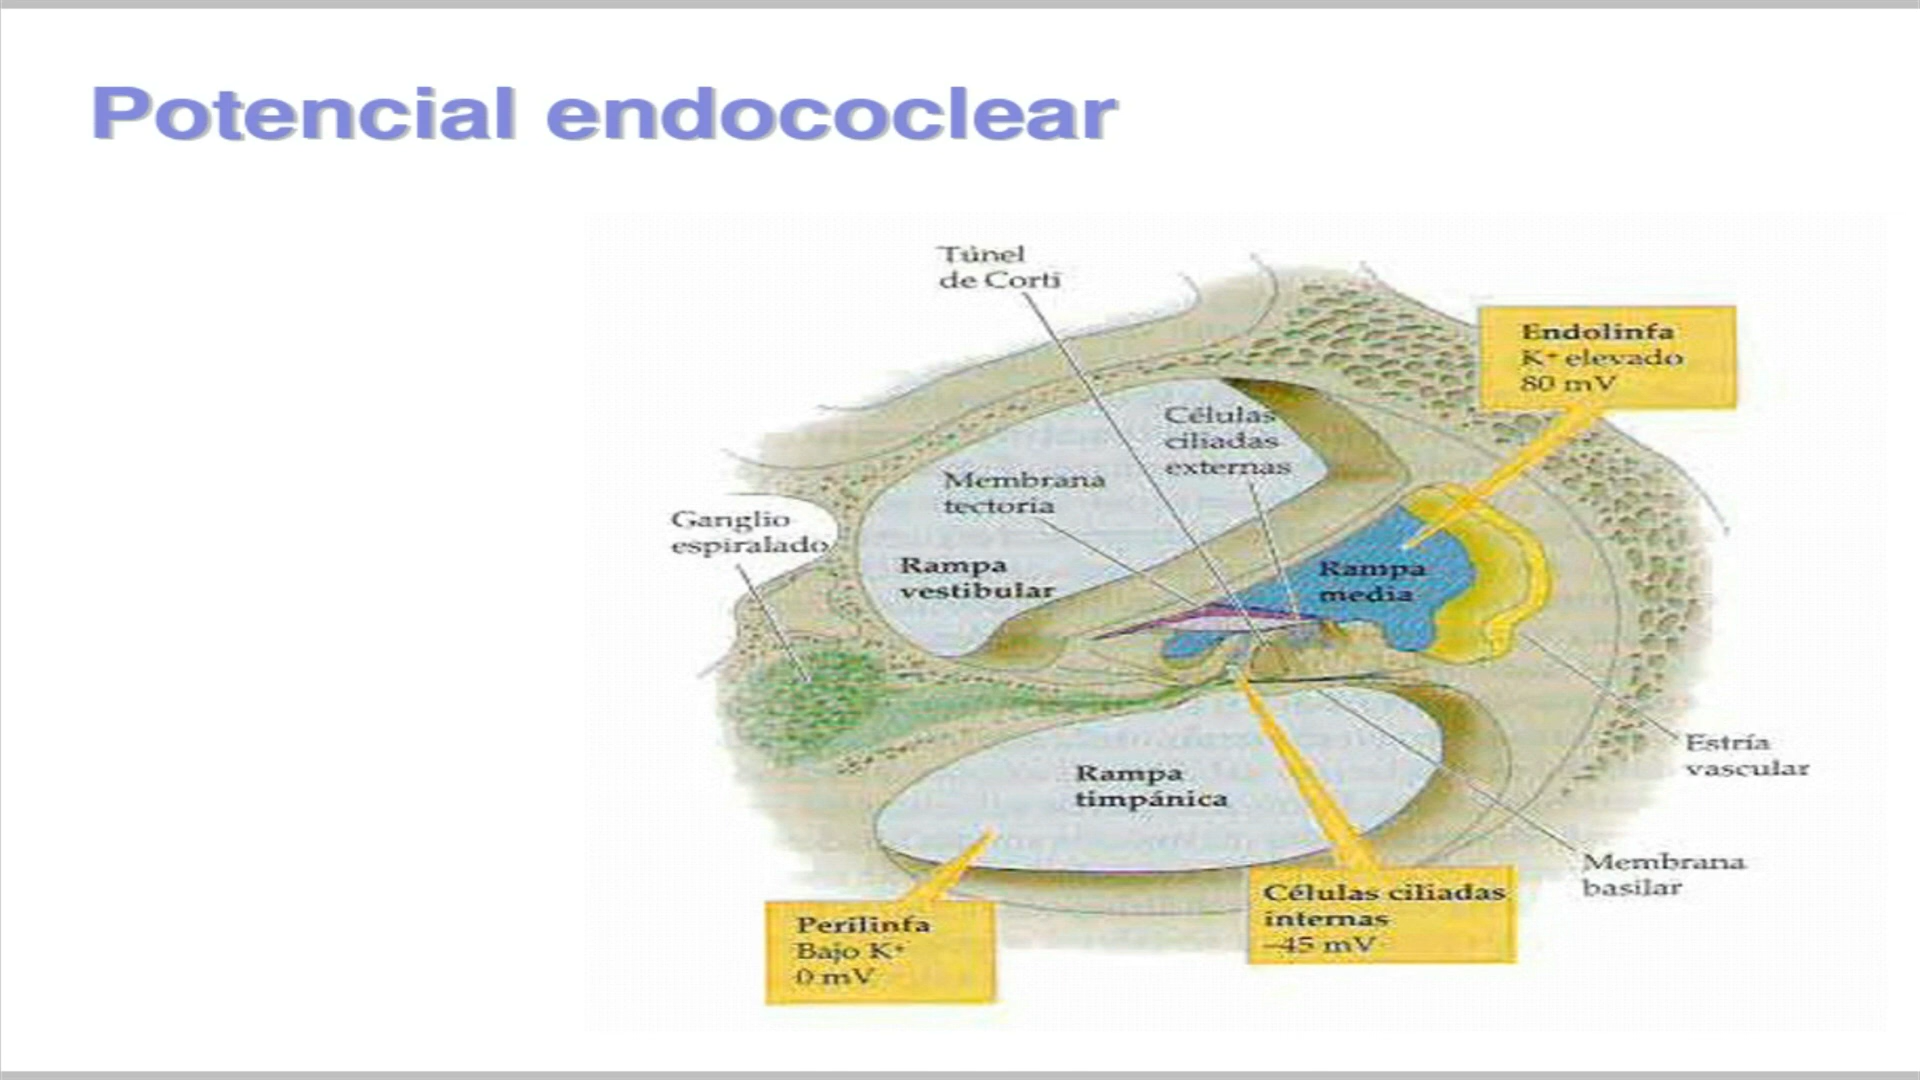 Potencial endococlear
Túnel
de Corti
Endolinfa
K+ elevado
80 mV
Células
ciliadas
externas
Membrana
tectoria
Ganglio
espiralado
Rampa
vestibular
Rampa
media
Rampa
timpánica
Estría
vascular
Membrana
basilar
Células ciliadas
internas
–45 mV
Perilinfa
Bajo K+
0 mV